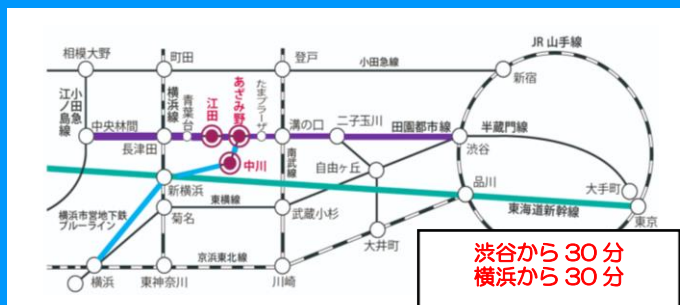 相模大野
町田
登戸
小田急線
JR 山手線
新宿
小田急
江ノ島線
横浜線
青葉台
江田
あざみ野
たまプラーザ
中央林間
長津田
溝の口
二子玉川
田園都市線
渋谷
半蔵門線
中川
南武線
自由ヶ丘
大手町
新横浜
品川
東海道新幹線
東京
横浜市営地下鉄
ブルーライン
菊名
東横線
武蔵小杉
大井町
京浜東北線
横浜
東神奈川
川崎
渋谷から 30 分
横浜から 30 分